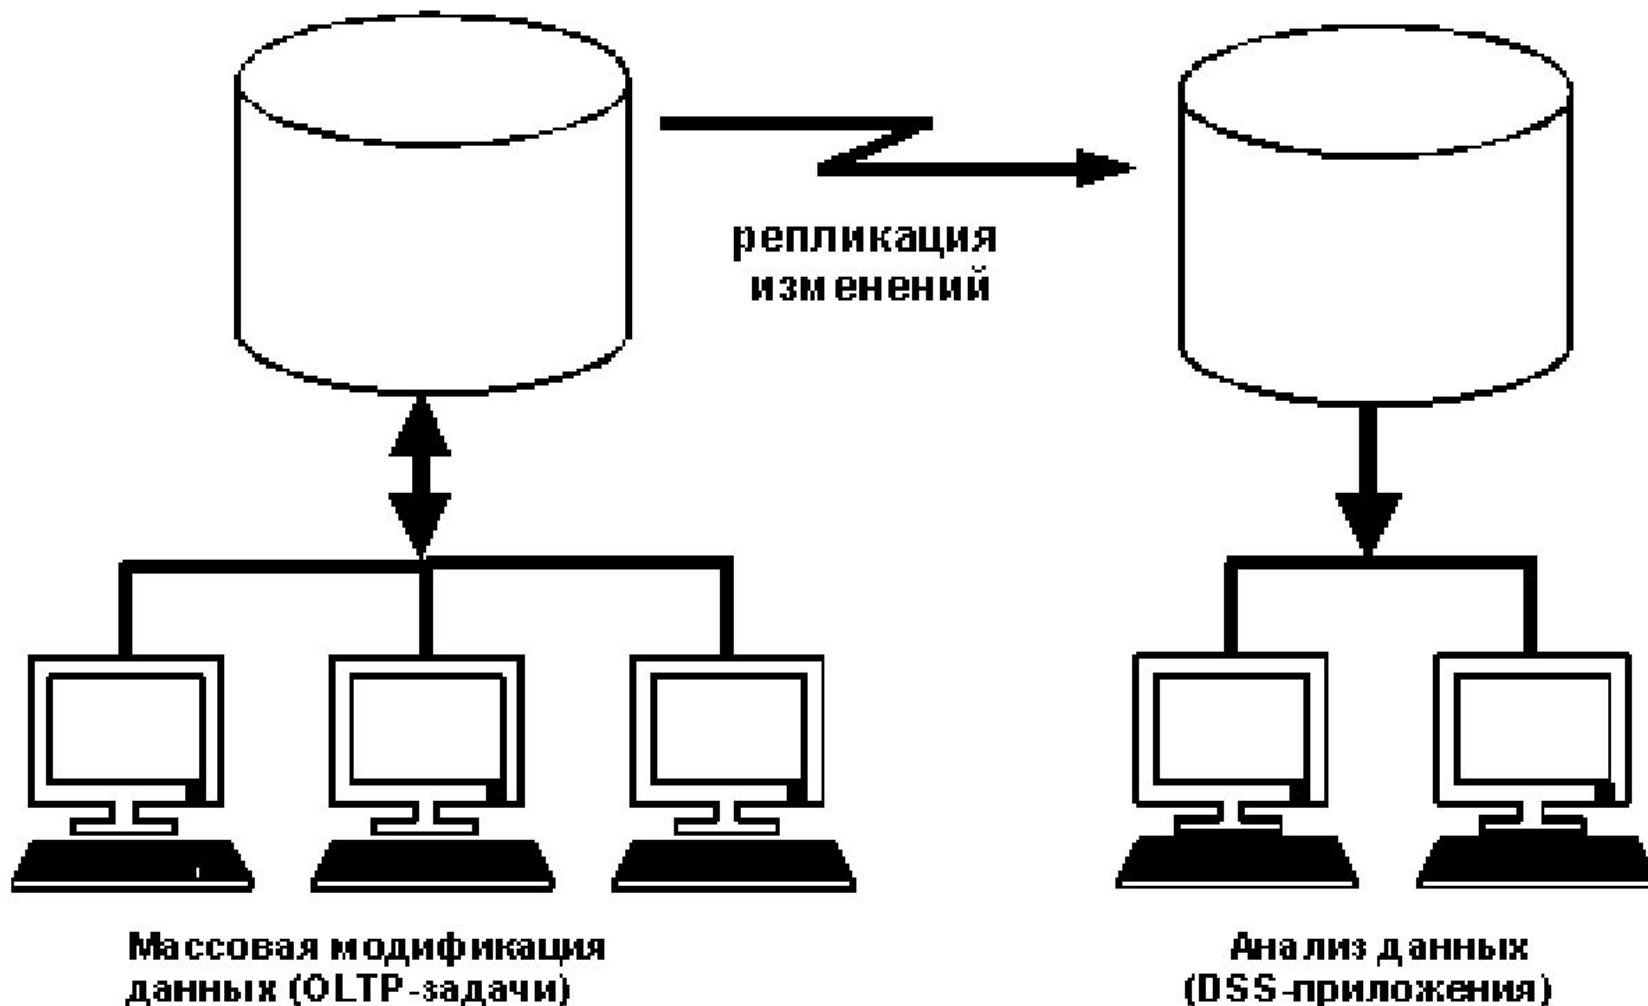 репликация
изменений
Массовая модификация
данных (OLTP-задачи)
Анализ данных
(DSS-приложения)